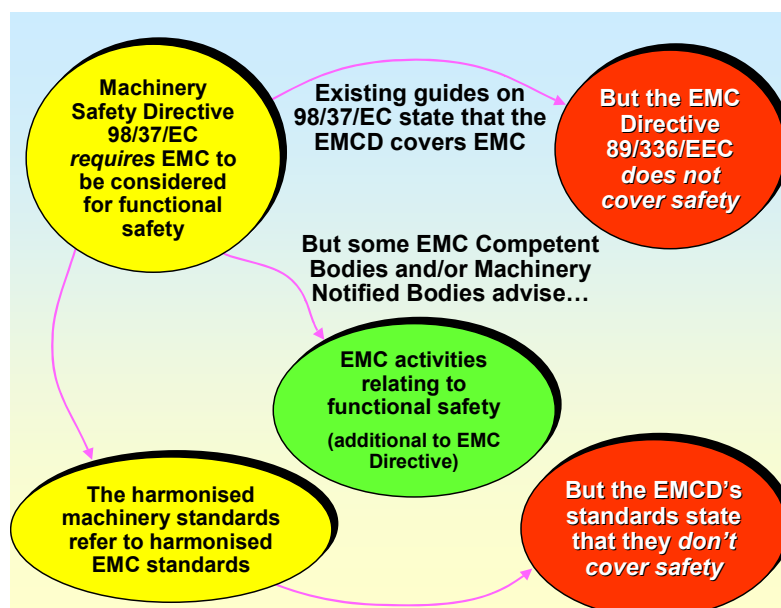 Machinery
Safety Directive
98/37/EC
requires EMC to
be considered
for functional
safety
Existing guides on
98/37/EC state that the
EMCD covers EMC
But the EMC
Directive
89/336/EEC
does not
cover safety
But some EMC Competent
Bodies and/or Machinery
Notified Bodies advise…
EMC activities
relating to
functional safety
(additional to EMC
Directive)
The harmonised
machinery standards
refer to harmonised
EMC standards
But the EMCD's
standards state
that they don't
cover safety